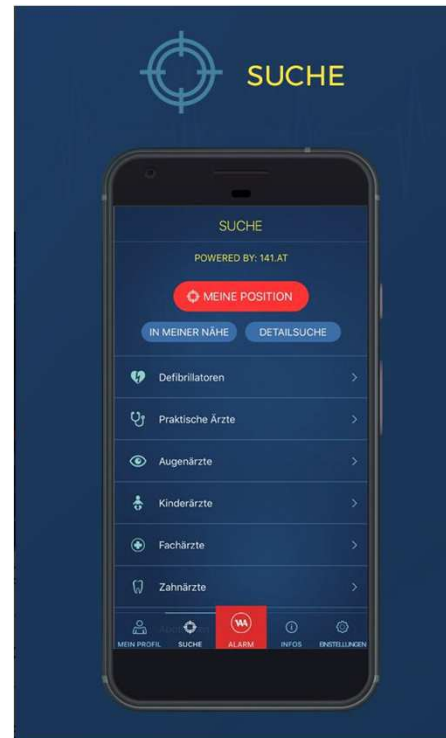 SUCHE
SUCHE
POWERED BY: 141.AT
MEINE POSITION
IN MEINER NÄHE DETAILSUCHE
Defibrillatoren
Praktische Ärzte
Augenärzte
Kinderärzte
Fachärzte
Zahnärzte
MEIN PROFIL SUCHE ALARM INFOS EINSTELLUNGEN